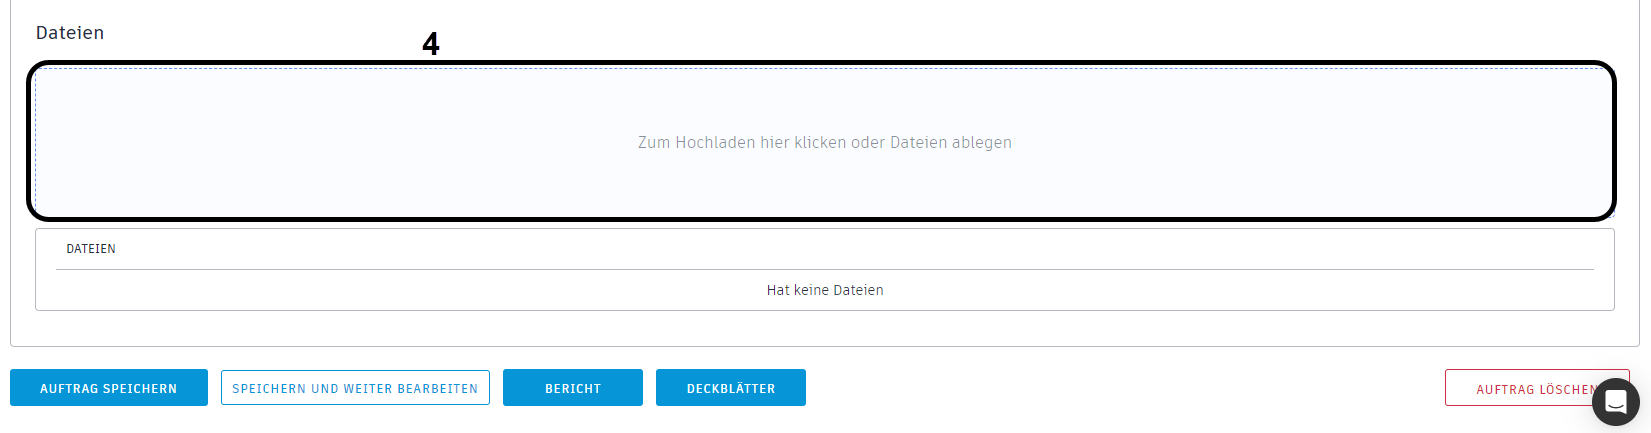 Dateien
4
Zum Hochladen hier klicken oder Dateien ablegen
DATEIEN
Hat keine Dateien
AUFTRAG SPEICHERN
SPEICHERN UND WEITER BEARBEITEN
BERICHT
DECKBLÄTTER
AUFTRAG LÖSCHEN